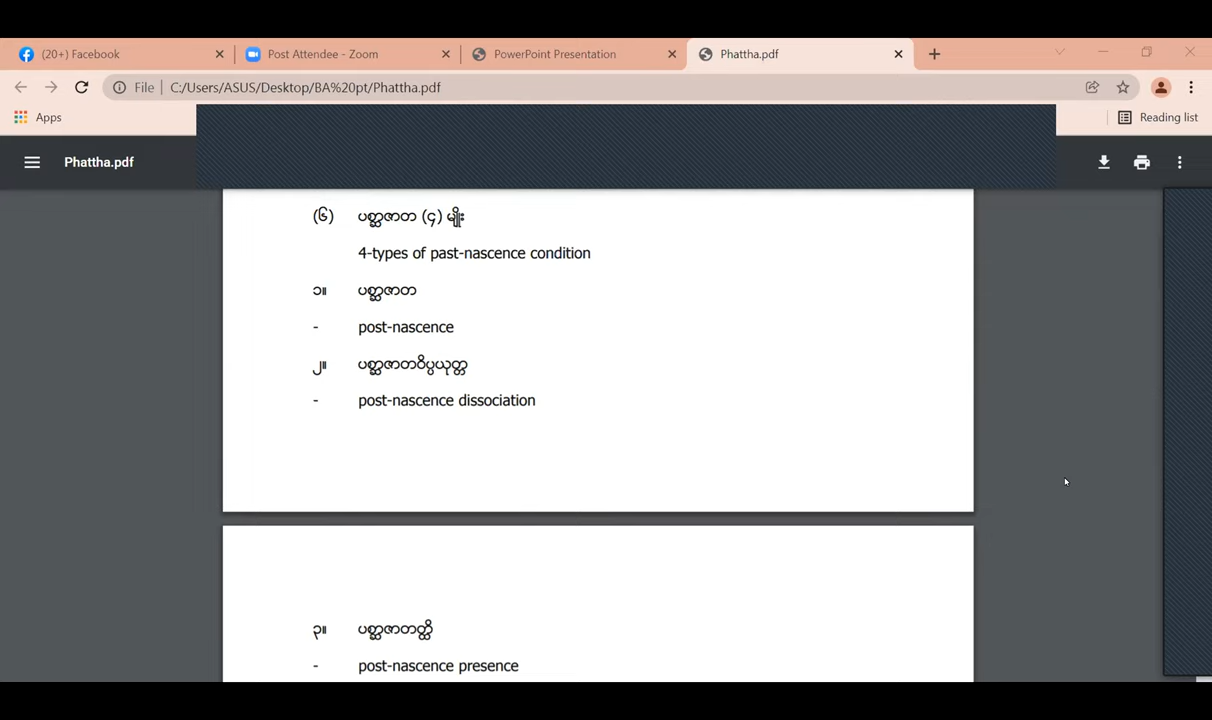 (20+) Facebook
Post Attendee - Zoom
PowerPoint Presentation
Phattha.pdf
File
C:/Users/ASUS/Desktop/BA%20pt/Phattha.pdf
Apps
Reading list
Phattha.pdf
(၆) ပစ္ဆာဇာတ (၄) မျိုး
4-types of past-nascence condition
၁။ ပစ္ဆာဇာတ
- post-nascence
၂။ ပစ္ဆာဇာတဝိပ္ပယုတ္တ
- post-nascence dissociation
၃။ ပစ္ဆာဇာတတ္ထိ
- post-nascence presence